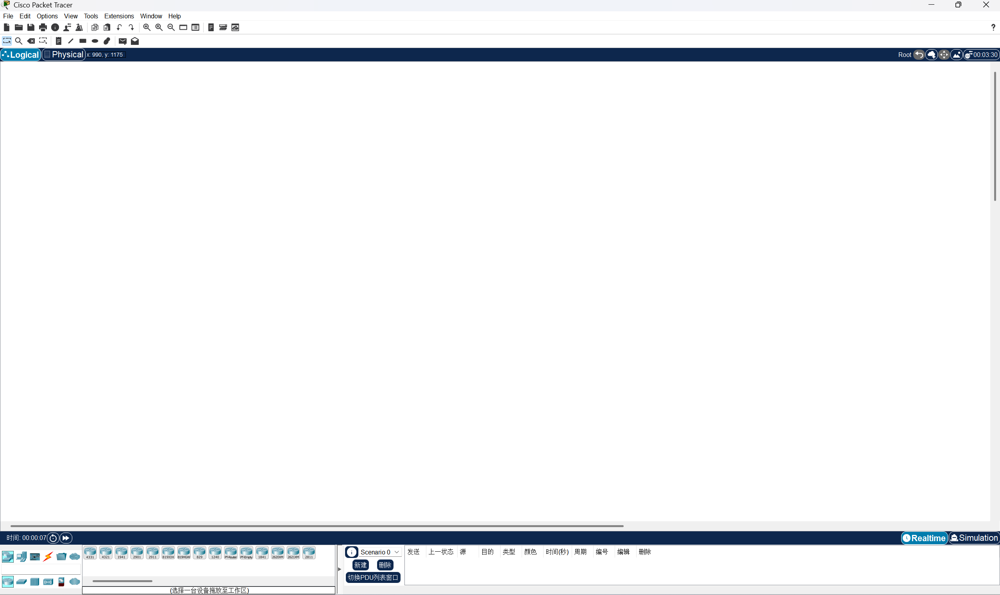 Cisco Packet Tracer
File Edit Options View Tools Extensions Window Help
Logical Physical x: 990, y: 1175 Root 00:03:30
时间: 00:00:07 Realtime Simulation
4331 4321 1941 2901 2911 819IOX 819HGW 829 1240 PT-Router PT-Empty 1841 2620XM 2621XM 2811
Scenario 0 发送 上一状态 源 目的 类型 颜色 时间(秒) 周期 编号 编辑 删除
新建 删除
切换PDU列表窗口
(选择一台设备拖放至工作区)